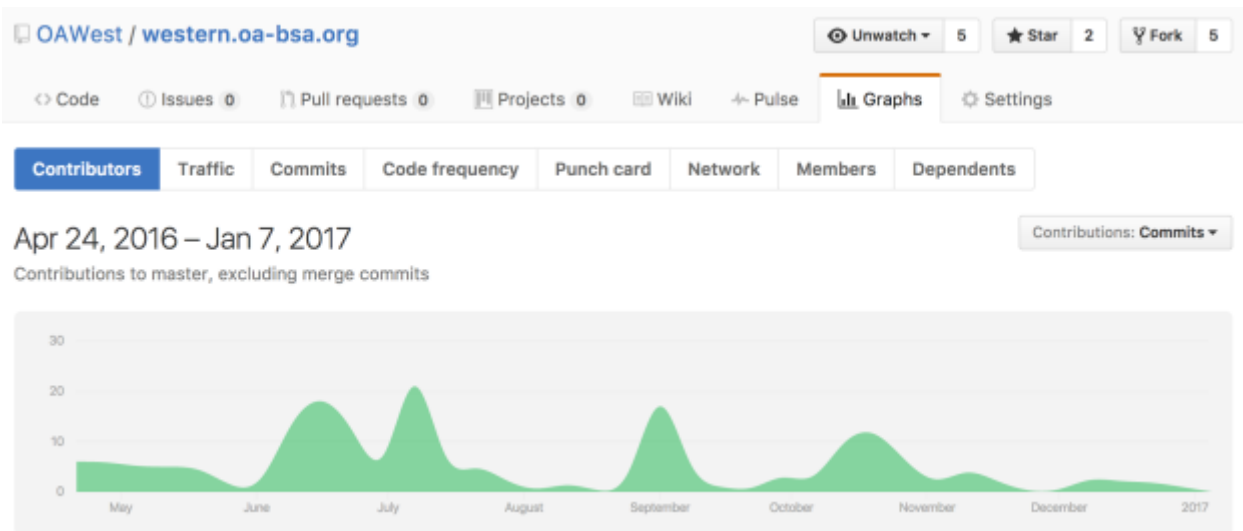 OAWest / western.oa-bsa.org Unwatch 5 Star 2 Fork 5
Code Issues 0 Pull requests 0 Projects 0 Wiki Pulse Graphs Settings
Contributors Traffic Commits Code frequency Punch card Network Members Dependents
Apr 24, 2016 – Jan 7, 2017 Contributions: Commits
Contributions to master, excluding merge commits
30
20
10
0
May June July August September October November December 2017